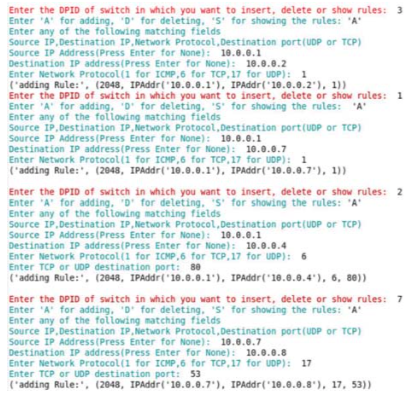 Enter the DPID of switch in which you want to insert, delete or show rules: 3
Enter 'A' for adding, 'D' for deleting, 'S' for showing the rules: 'A'
Enter any of the following matching fields
Source IP,Destination IP,Network Protocol,Destination port(UDP or TCP)
Source IP Address(Press Enter for None): 10.0.0.1
Destination IP address(Press Enter for None): 10.0.0.2
Enter Network Protocol(1 for ICMP,6 for TCP,17 for UDP): 1
('adding Rule:', (2048, IPAddr('10.0.0.1'), IPAddr('10.0.0.2'), 1))
Enter the DPID of switch in which you want to insert, delete or show rules: 1
Enter 'A' for adding, 'D' for deleting, 'S' for showing the rules: 'A'
Enter any of the following matching fields
Source IP,Destination IP,Network Protocol,Destination port(UDP or TCP)
Source IP Address(Press Enter for None): 10.0.0.1
Destination IP address(Press Enter for None): 10.0.0.7
Enter Network Protocol(1 for ICMP,6 for TCP,17 for UDP): 1
('adding Rule:', (2048, IPAddr('10.0.0.1'), IPAddr('10.0.0.7'), 1))
Enter the DPID of switch in which you want to insert, delete or show rules: 2
Enter 'A' for adding, 'D' for deleting, 'S' for showing the rules: 'A'
Enter any of the following matching fields
Source IP,Destination IP,Network Protocol,Destination port(UDP or TCP)
Source IP Address(Press Enter for None): 10.0.0.1
Destination IP address(Press Enter for None): 10.0.0.4
Enter Network Protocol(1 for ICMP,6 for TCP,17 for UDP): 6
Enter TCP or UDP destination port: 80
('adding Rule:', (2048, IPAddr('10.0.0.1'), IPAddr('10.0.0.4'), 6, 80))
Enter the DPID of switch in which you want to insert, delete or show rules: 7
Enter 'A' for adding, 'D' for deleting, 'S' for showing the rules: 'A'
Enter any of the following matching fields
Source IP,Destination IP,Network Protocol,Destination port(UDP or TCP)
Source IP Address(Press Enter for None): 10.0.0.7
Destination IP address(Press Enter for None): 10.0.0.8
Enter Network Protocol(1 for ICMP,6 for TCP,17 for UDP): 17
Enter TCP or UDP destination port: 53
('adding Rule:', (2048, IPAddr('10.0.0.7'), IPAddr('10.0.0.8'), 17, 53))